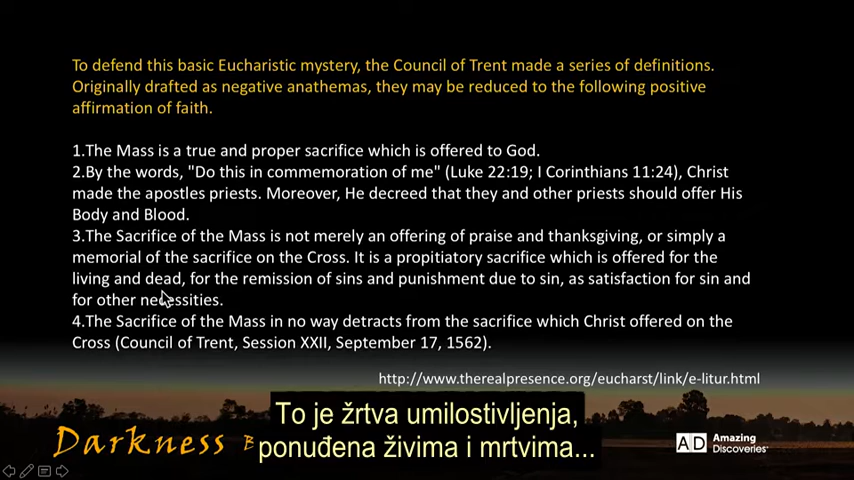 To defend this basic Eucharistic mystery, the Council of Trent made a series of definitions.
Originally drafted as negative anathemas, they may be reduced to the following positive
affirmation of faith.
1.The Mass is a true and proper sacrifice which is offered to God.
2.By the words, "Do this in commemoration of me" (Luke 22:19; I Corinthians 11:24), Christ
made the apostles priests. Moreover, He decreed that they and other priests should offer His
Body and Blood.
3.The Sacrifice of the Mass is not merely an offering of praise and thanksgiving, or simply a
memorial of the sacrifice on the Cross. It is a propitiatory sacrifice which is offered for the
living and dead, for the remission of sins and punishment due to sin, as satisfaction for sin and
for other necessities.
4.The Sacrifice of the Mass in no way detracts from the sacrifice which Christ offered on the
Cross (Council of Trent, Session XXII, September 17, 1562).
http://www.therealpresence.org/eucharst/link/e-litur.html
To je žrtva umilostivljenja,
ponuđena živima i mrtvima...
Darkness B
AD Amazing
Discoveries